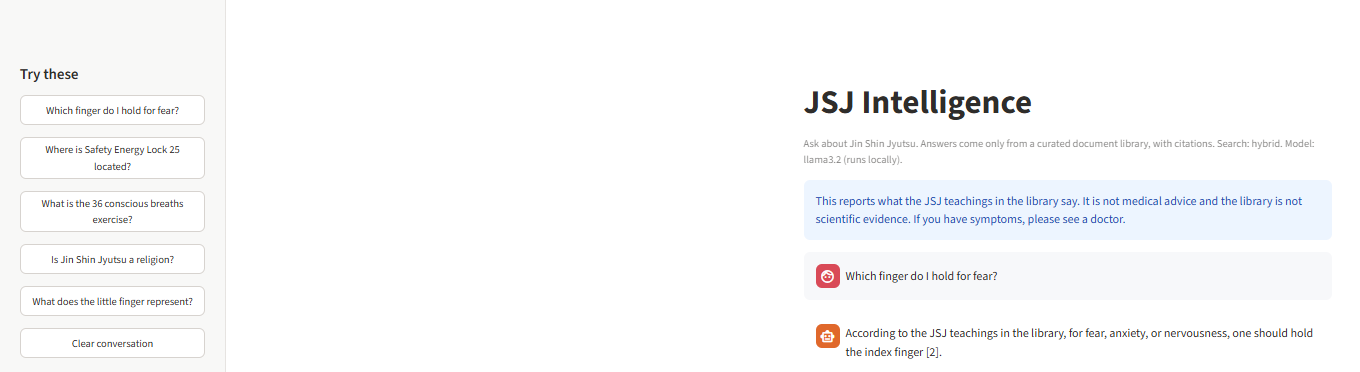 Try these
Which finger do I hold for fear?
Where is Safety Energy Lock 25
located?
What is the 36 conscious breaths
exercise?
Is Jin Shin Jyutsu a religion?
What does the little finger represent?
Clear conversation
JSJ Intelligence
Ask about Jin Shin Jyutsu. Answers come only from a curated document library, with citations. Search: hybrid. Model:
llama3.2 (runs locally).
This reports what the JSJ teachings in the library say. It is not medical advice and the library is not
scientific evidence. If you have symptoms, please see a doctor.
Which finger do I hold for fear?
According to the JSJ teachings in the library, for fear, anxiety, or nervousness, one should hold
the index finger [2].